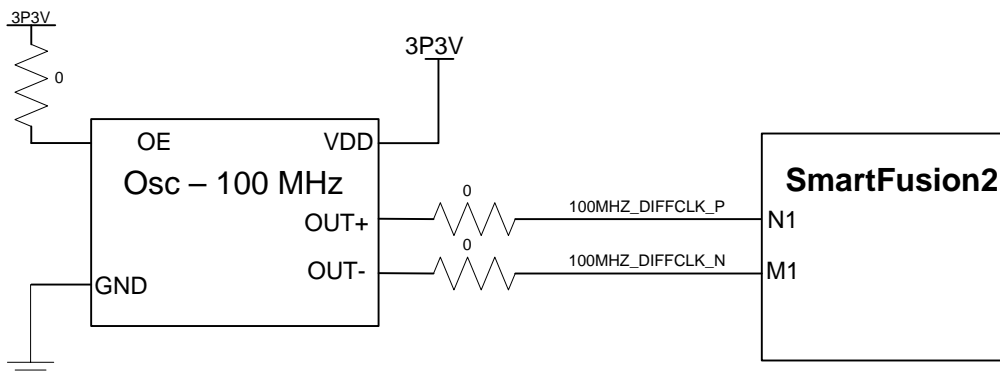 3P3V
0
3P3V
OE
VDD
Osc – 100 MHz
OUT+
OUT-
GND
0
100MHZ_DIFFCLK_P
0
100MHZ_DIFFCLK_N
SmartFusion2
N1
M1